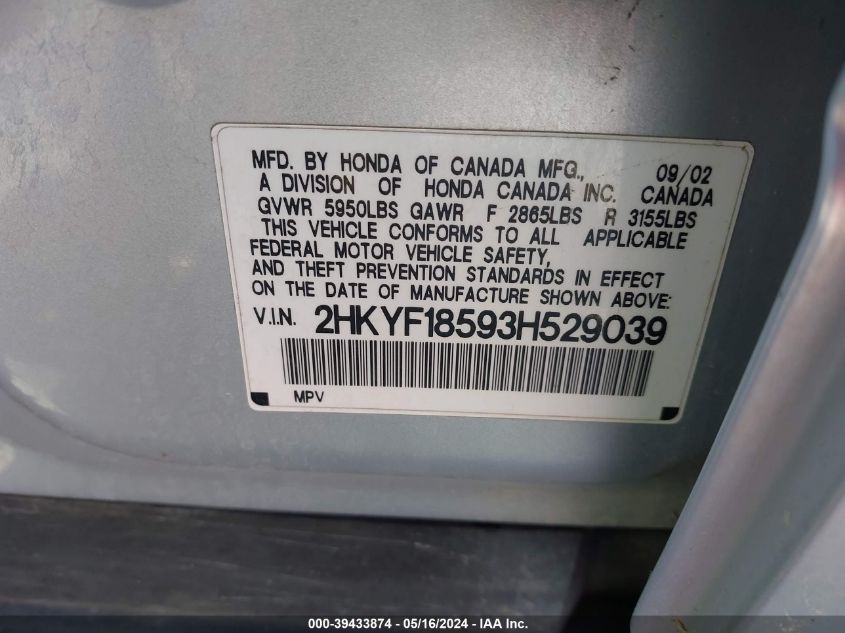 MFD. BY HONDA OF CANADA MFG., 09/02
A DIVISION OF HONDA CANADA INC. CANADA
GVWR 5950LBS GAWR F 2865LBS R 3155LBS
THIS VEHICLE CONFORMS TO ALL APPLICABLE
FEDERAL MOTOR VEHICLE SAFETY,
AND THEFT PREVENTION STANDARDS IN EFFECT
ON THE DATE OF MANUFACTURE SHOWN ABOVE:
V.I.N. 2HKYF18593H529039
MPV
000-39433874 - 05/16/2024 - IAA Inc.